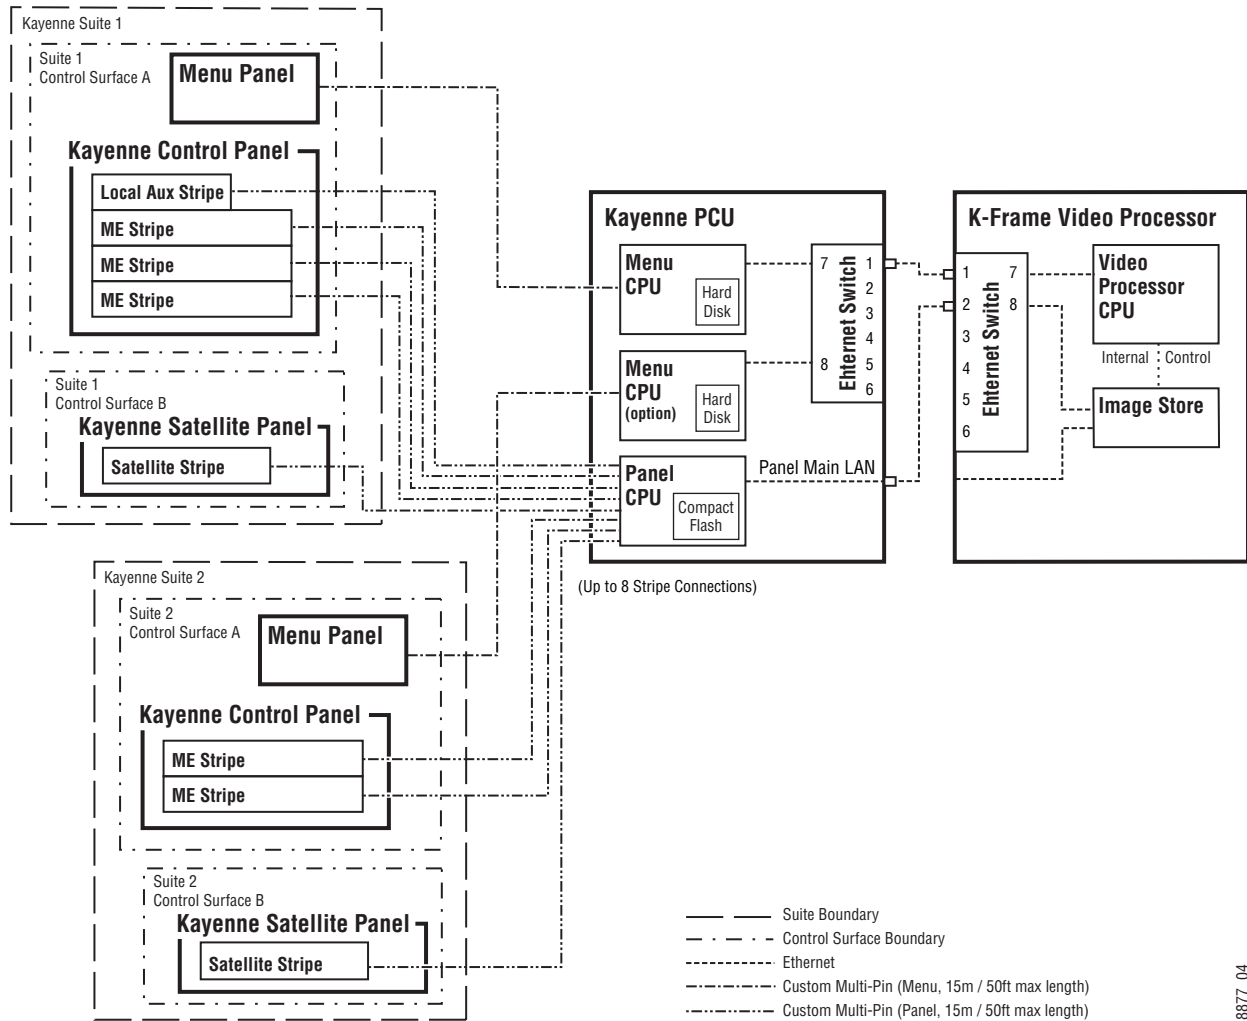 Kayenne Suite 1
Suite 1
Control Surface A
Menu Panel
Kayenne Control Panel
Local Aux Stripe
ME Stripe
ME Stripe
ME Stripe
Suite 1
Control Surface B
Kayenne Satellite Panel
Satellite Stripe
Kayenne PCU
Menu
CPU
Hard
Disk
7
Menu
CPU
(option)
Hard
Disk
8
Ehternet Switch
1
2
3
4
5
6
Panel
CPU
Compact
Flash
Panel Main LAN
(Up to 8 Stripe Connections)
K-Frame Video Processor
1
2
3
4
5
6
Ehternet Switch
7
8
Video
Processor
CPU
Internal
Control
Image Store
Kayenne Suite 2
Suite 2
Control Surface A
Menu Panel
Kayenne Control Panel
ME Stripe
ME Stripe
Suite 2
Control Surface B
Kayenne Satellite Panel
Satellite Stripe
Suite Boundary
Control Surface Boundary
Ethernet
Custom Multi-Pin (Menu, 15m / 50ft max length)
Custom Multi-Pin (Panel, 15m / 50ft max length)
8877_04